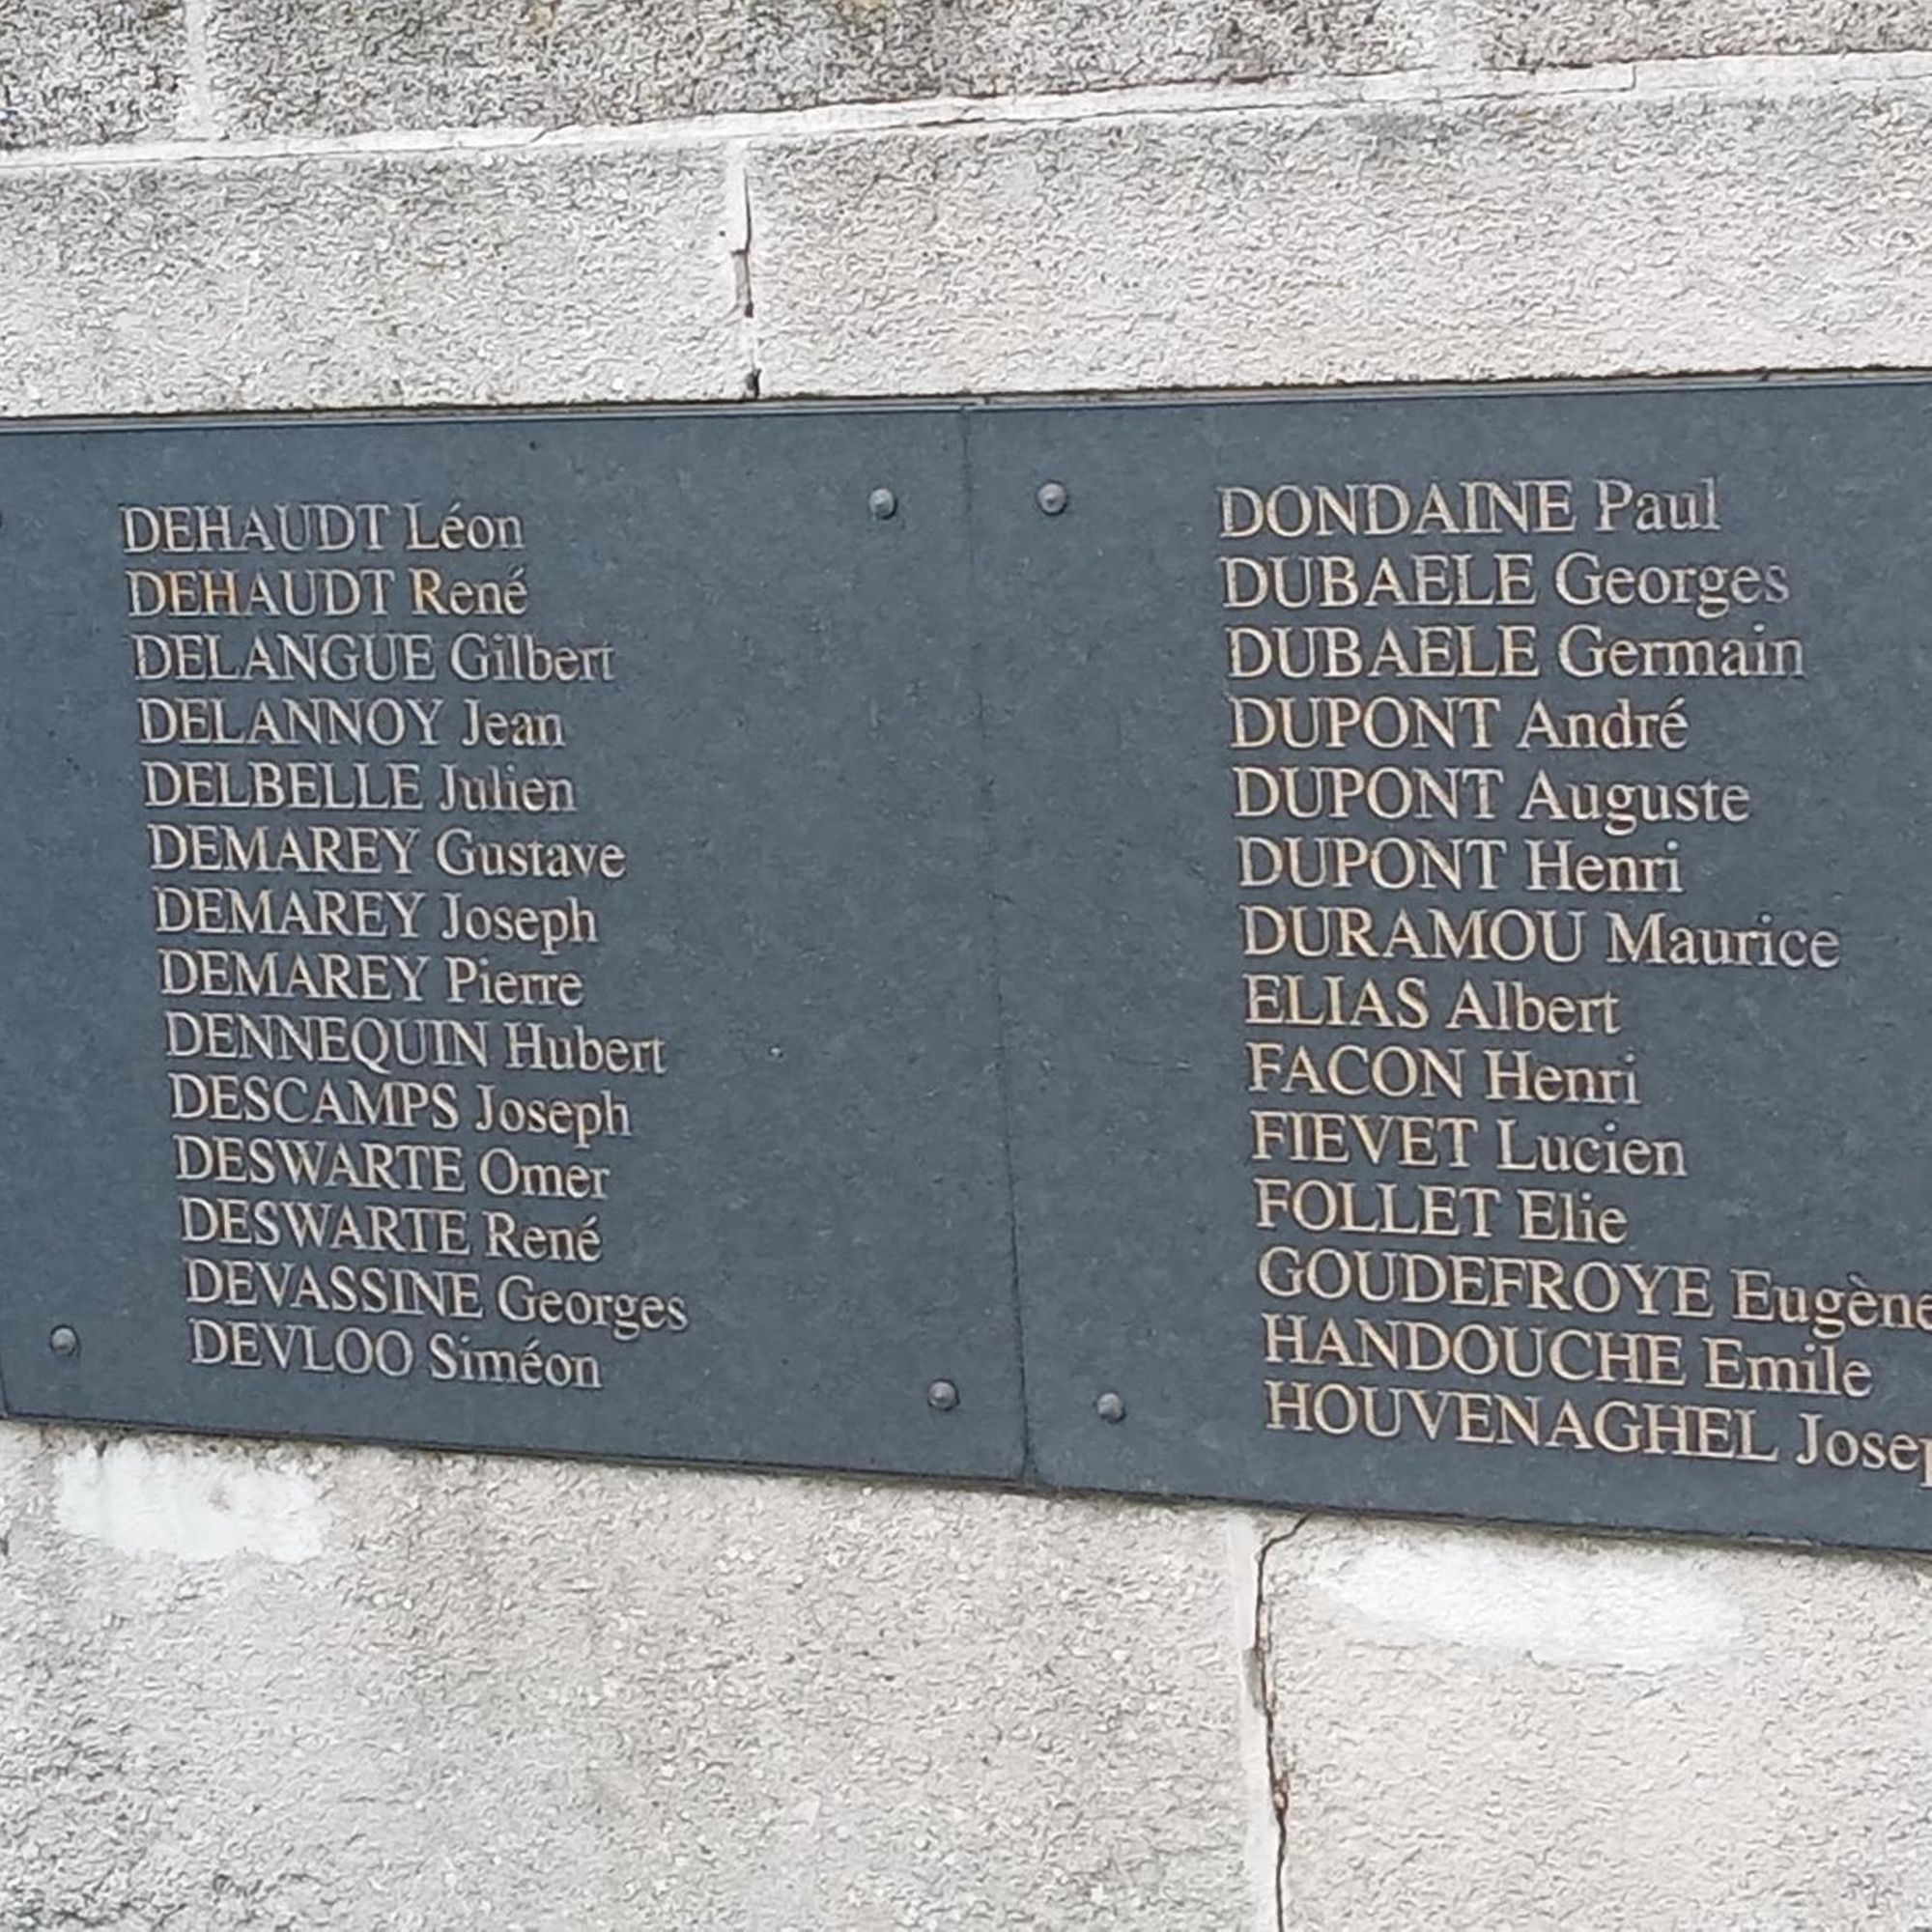 DEHAUDT Léon
DEHAUDT René
DELANGUE Gilbert
DELANNOY Jean
DELBELLE Julien
DEMAREY Gustave
DEMAREY Joseph
DEMAREY Pierre
DENNEQUIN Hubert
DESCAMPS Joseph
DESWARTE Omer
DESWARTE René
DEVASSINE Georges
DEVLOO Siméon
DONDAINE Paul
DUBAELE Georges
DUBAELE Germain
DUPONT André
DUPONT Auguste
DUPONT Henri
DURAMOU Maurice
ELIAS Albert
FACON Henri
FIEVET Lucien
FOLLET Elie
GOUDEFROYE Eugène
HANDOUCHE Emile
HOUVENAGHEL